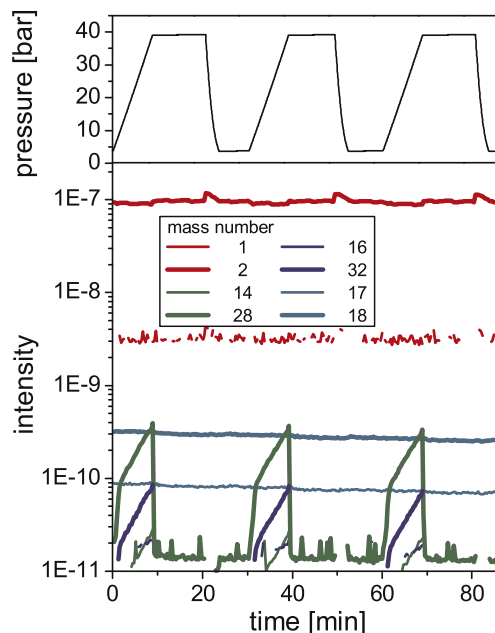 pressure [bar]
40
30
20
10
0
1E-7
1E-8
1E-9
1E-10
1E-11
intensity
mass number
1 16
2 32
14 17
28 18
0 20 40 60 80
time [min]